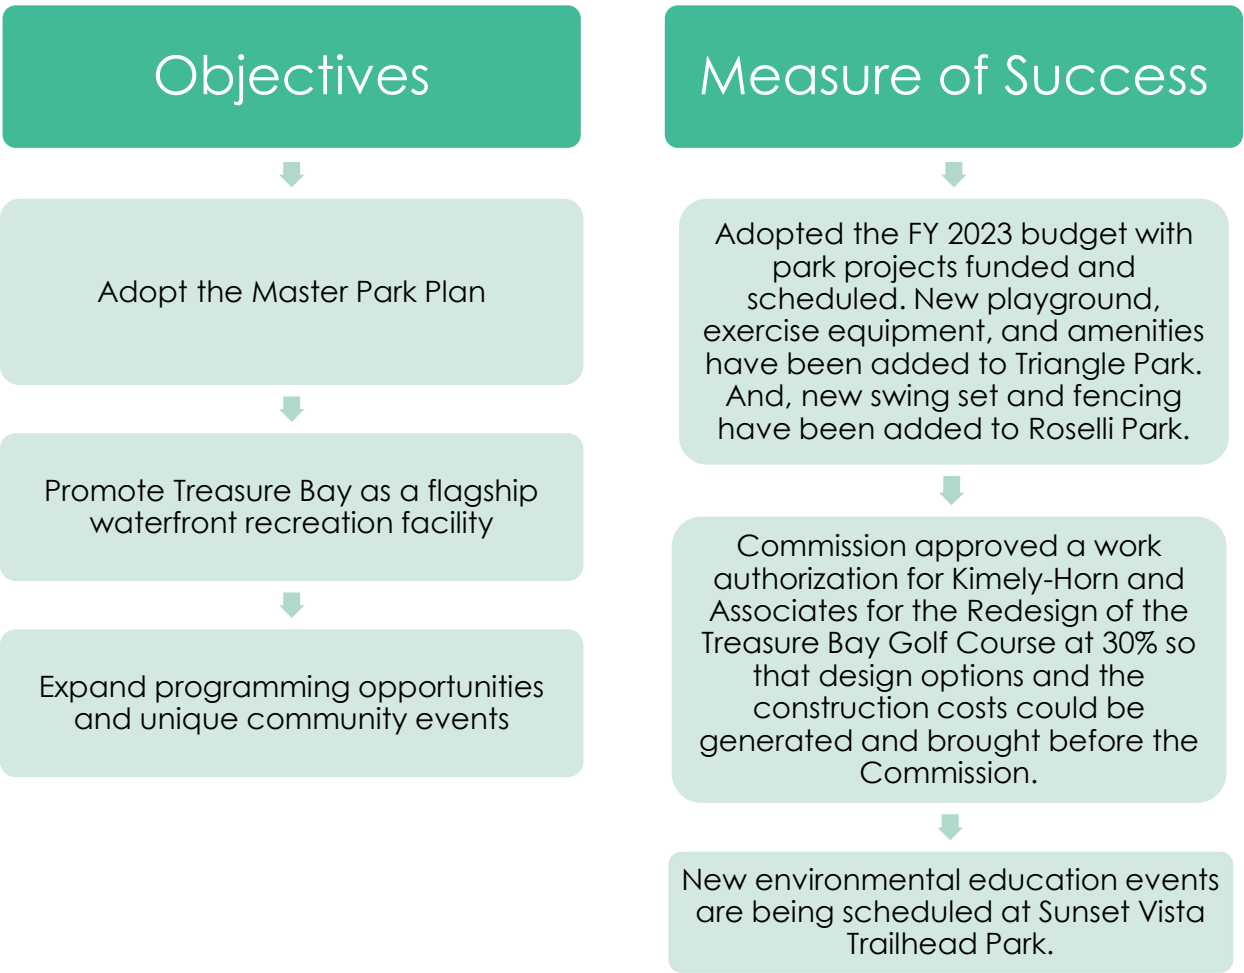 Objectives
Adopt the Master Park Plan
Promote Treasure Bay as a flagship
waterfront recreation facility
Expand programming opportunities
and unique community events
Measure of Success
Adopted the FY 2023 budget with
park projects funded and
scheduled. New playground,
exercise equipment, and amenities
have been added to Triangle Park.
And, new swing set and fencing
have been added to Roselli Park.
Commission approved a work
authorization for Kimely-Horn and
Associates for the Redesign of the
Treasure Bay Golf Course at 30% so
that design options and the
construction costs could be
generated and brought before the
Commission.
New environmental education events
are being scheduled at Sunset Vista
Trailhead Park.